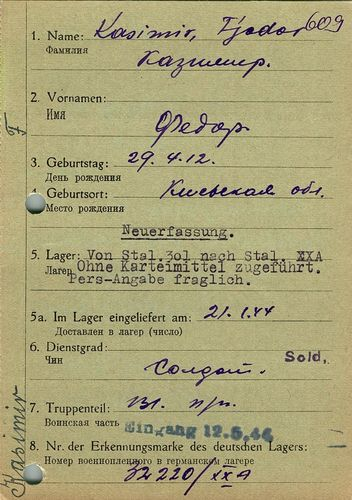 609
1. Name: Kasimir, Fjodor
Фамилия Казимир.
2. Vornamen:
Имя
Федор.
3. Geburtstag: 29. 4. 12.
День рождения
4. Geburtsort: Киевская обл.
Место рождения
Neuerfassung.
5. Lager: Von Stal.301 nach Stal. XXA
Лагерь Ohne Karteimittel zugeführt.
Pers-Angabe fraglich.
5a. Im Lager eingeliefert am: 21.1.44
Доставлен в лагерь (число)
6. Dienstgrad:
Чин Sold.
Солдат.
7. Truppenteil:
Воинская часть Eingang 12.5.44
8. Nr. der Erkennungsmarke des deutschen Lagers:
Номер военнопленного в германском лагере
32220/XXA
F
Kasimir